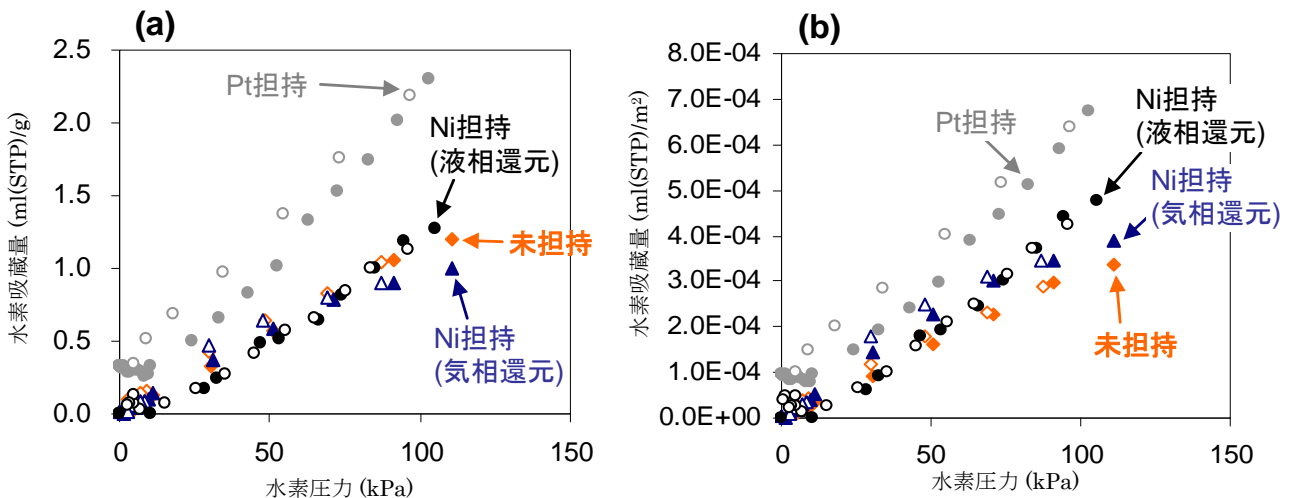 (a)
2.5
2.0
1.5
1.0
0.5
0.0
水素吸蔵量 (ml(STP)/g)
0
50
100
150
水素圧力 (kPa)
Pt担持
Ni担持
(液相還元)
未担持
Ni担持
(気相還元)
(b)
8.0E-04
7.0E-04
6.0E-04
5.0E-04
4.0E-04
3.0E-04
2.0E-04
1.0E-04
0.0E+00
水素吸蔵量 (ml(STP)/m²)
0
50
100
150
水素圧力 (kPa)
Pt担持
Ni担持
(液相還元)
Ni担持
(気相還元)
未担持